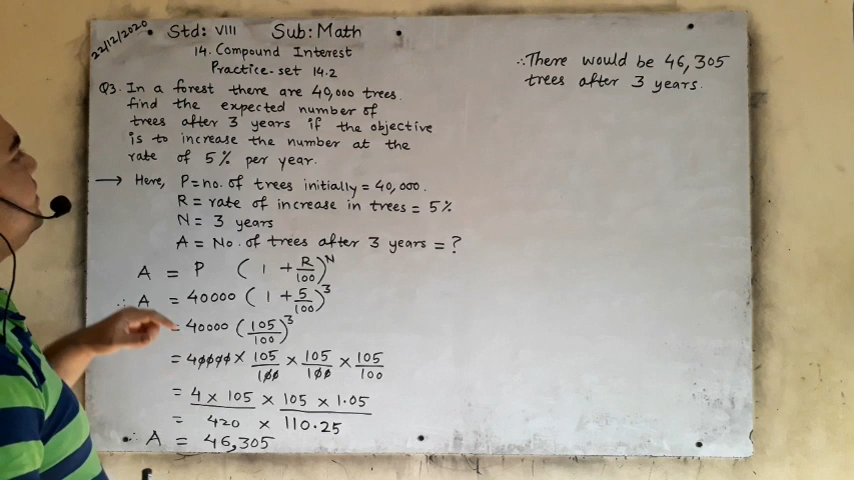 22/12/2020
Std: VIII Sub: Math
14. Compound Interest
Practice-set 14.2
Q3. In a forest there are 40,000 trees.
find the expected number of
trees after 3 years if the objective
is to increase the number at the
rate of 5% per year.
→ Here, P = no. of trees initially = 40,000.
R = rate of increase in trees = 5%
N = 3 years
A = No. of trees after 3 years = ?
A = P (1 + R/100)^N
∴ A = 40000 (1 + 5/100)^3
= 40000 (105/100)^3
= 40000 × 105/100 × 105/100 × 105/100
= 4 × 105 × 105 × 1.05
= 420 × 110.25
∴ A = 46,305
∴ There would be 46,305
trees after 3 years.